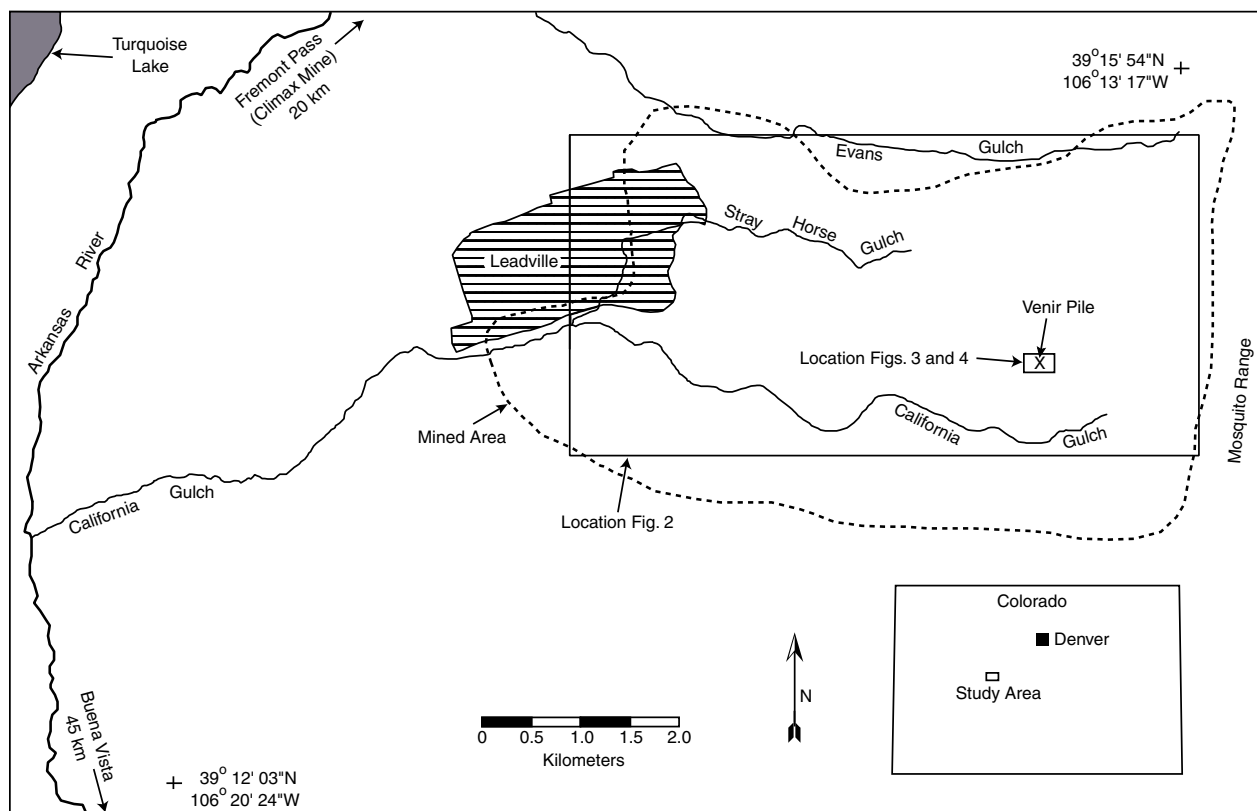 Turquoise
Lake
Fremont Pass
(Climax Mine)
20 km
39° 15' 54"N
106° 13' 17"W
Evans
Gulch
Stray
Horse
Gulch
Leadville
Arkansas
River
Venir Pile
Location Figs. 3 and 4
X
Mined Area
California
Gulch
Mosquito Range
California
Gulch
Location Fig. 2
Colorado
Denver
Study Area
N
0 0.5 1.0 1.5 2.0
Kilometers
Buena Vista
45 km
39° 12' 03"N
106° 20' 24"W